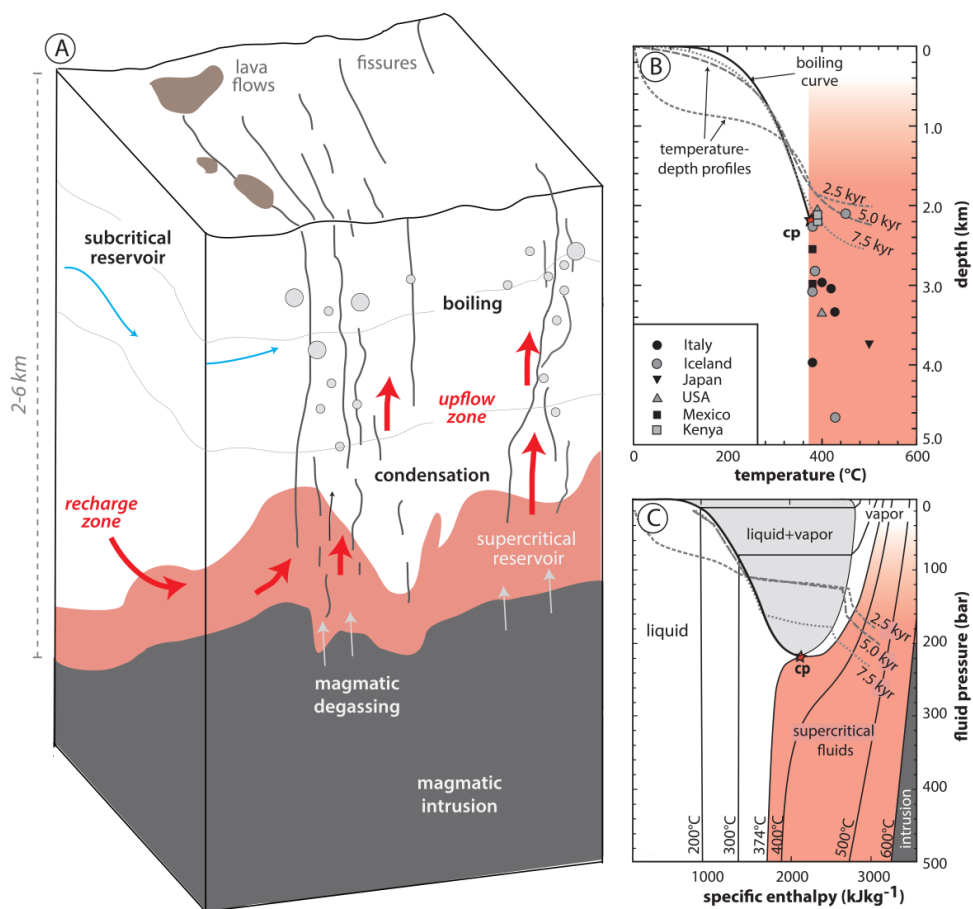 A
lava
flows
fissures
subcritical
reservoir
boiling
2-6 km
upflow
zone
condensation
recharge
zone
supercritical
reservoir
magmatic
degassing
magmatic
intrusion
B
boiling
curve
temperature-
depth profiles
2.5 kyr
5.0 kyr
7.5 kyr
cp
0
1.0
2.0
3.0
4.0
5.0
depth (km)
Italy
Iceland
Japan
USA
Mexico
Kenya
0
200
400
600
temperature (°C)
C
liquid+vapor
vapor
liquid
2.5 kyr
5.0 kyr
7.5 kyr
cp
supercritical
fluids
intrusion
200°C
300°C
374°C
400°C
500°C
600°C
0
100
200
300
400
500
fluid pressure (bar)
1000
2000
3000
specific enthalpy (kJkg-1)